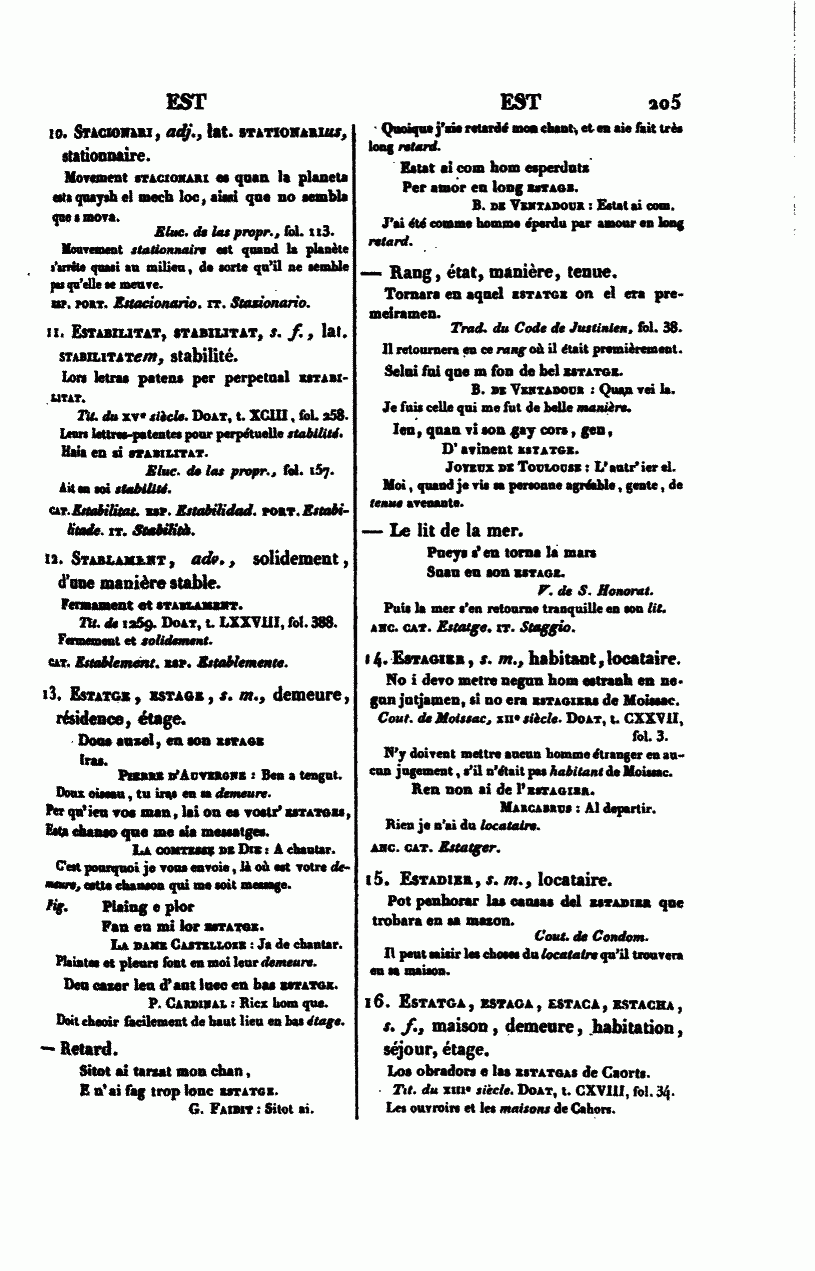 EST
EST 205
10. STACIONARI, adj., lat. STATIONARIUS,
stationnaire.
Movement STACIONARI es quan la planeta
esta quaysh el mech loc, aissi que no sembla
que s mova.
Eluc. de las propr., fol. 113.
Mouvement stationnaire est quand la planète
s'arrête quasi au milieu, de sorte qu'il ne semble
pas qu'elle se meuve.
ESP. PORT. Estacionario. IT. Stazionario.
11. ESTABILITAT, STABILITAT, s. f., lat.
STABILITATem, stabilité.
Lors letras patens per perpetual ESTABI-
LITAT.
Tit. du XVe siècle. DOAT, t. XCIII, fol. 258.
Leurs lettres-patentes pour perpétuelle stabilité.
Haia en si STABILITAT.
Eluc. de las propr., fol. 157.
Ait en soi stabilité.
CAT. Estabilitat. ESP. Estabilidad. PORT. Estabi-
litade. IT. Stabilità.
12. STABLAMENT, adv., solidement,
d'une manière stable.
Fermament et STABLAMENT.
Tit. de 1269. DOAT, t. LXXVIII, fol. 388.
Fermement et solidement.
CAT. Establement. ESP. Establemente.
13. ESTATGE, ESTAGE, s. m., demeure,
résidence, étage.
Dous auzel, en son ESTAGE
Iras.
PIERRE D'AUVERGNE : Ben a tengut.
Doux oiseau, tu iras en sa demeure.
Per qu'ieu vos man, lai on es vostr' ESTATGES,
Esta chanso que me sia messatges.
LA COMTESSE DE DIE : A chantar.
C'est pourquoi je vous envoie, là où est votre de-
meure, cette chanson qui me soit message.
Fig. Plaing e plor
Fan en mi lor ESTATGE.
LA DAME CASTELLOZE : Ja de chantar.
Plaintes et pleurs font en moi leur demeure.
Deu cazer leu d'aut luec en bas ESTATGE.
P. CARDINAL : Ricx hom que.
Doit cheoir facilement de haut lieu en bas étage.
— Retard.
Sitot ai tarzat mon chan,
E n'ai fag trop lonc ESTATGE.
G. FAIDIT : Sitot ai.
Quoique j'aie retardé mon chant, et en aie fait très
long retard.
Estat ai com hom esperdutz
Per amor en long ESTAGE.
B. DE VENTADOUR : Estat ai com.
J'ai été comme homme éperdu par amour en long
retard.
— Rang, état, manière, tenue.
Tornara en aquel ESTATGE on el era pre-
meiramen.
Trad. du Code de Justinien, fol. 38.
Il retournera en ce rang où il était premièrement.
Selui fui que m fon de bel ESTATGE.
B. DE VENTADOUR : Quan vei la.
Je fuis celle qui me fut de belle manière.
Ieu, quan vi son gay cors, gen,
D'avinent ESTATGE.
JOYEUX DE TOULOUSE : L'autr'ier el.
Moi, quand je vis sa personne agréable, gente, de
tenue avenante.
— Le lit de la mer.
Pueys s'en torna la mars
Suau en son ESTAGE.
V. de S. Honorat.
Puis la mer s'en retourne tranquille en son lit.
ANC. CAT. Estatge. IT. Staggio.
14. ESTAGIER, s. m., habitant, locataire.
No i devo metre negun hom estranh en ne-
gun jutjamen, si no era ESTAGIERS de Moissac.
Cout. de Moissac, XIIe siècle. DOAT, t. CXXVII,
fol. 3.
N'y doivent mettre aucun homme étranger en au-
cun jugement, s'il n'était pas habitant de Moissac.
Ren non ai de l'ESTAGIER.
MARCABRUS : Al departir.
Rien je n'ai du locataire.
ANC. CAT. Estatger.
15. ESTADIER, s. m., locataire.
Pot penhorar las causas del ESTADIER que
trobara en sa mazon.
Cout. de Condom.
Il peut saisir les choses du locataire qu'il trouvera
en sa maison.
16. ESTATGA, ESTAGA, ESTACA, ESTACHA,
s. f., maison, demeure, habitation,
séjour, étage.
Los obradors e las ESTATGAS de Caorts.
Tit. du XIIIe siècle. DOAT, t. CXVIII, fol. 34.
Les ouvroirs et les maisons de Cahors.